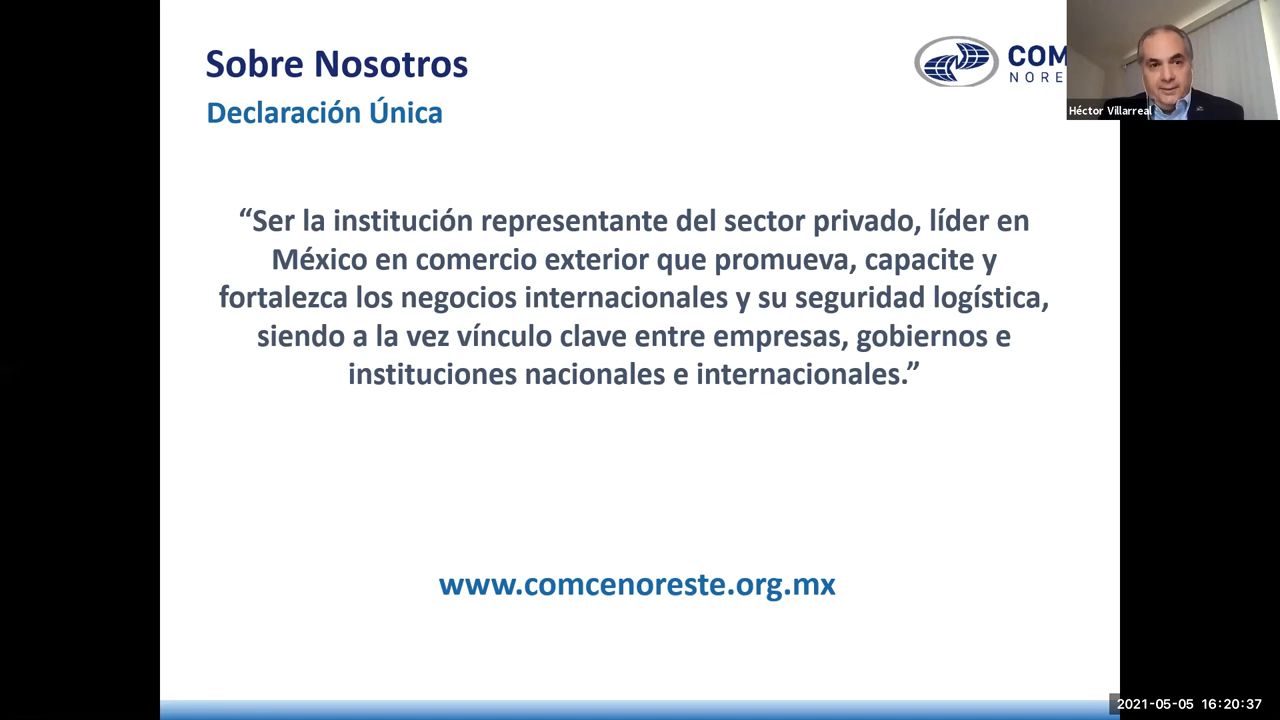 Sobre Nosotros
Declaración Única
COM
NORE
Héctor Villarreal
“Ser la institución representante del sector privado, líder en
México en comercio exterior que promueva, capacite y
fortalezca los negocios internacionales y su seguridad logística,
siendo a la vez vínculo clave entre empresas, gobiernos e
instituciones nacionales e internacionales.”
www.comcenoreste.org.mx
2021-05-05 16:20:37